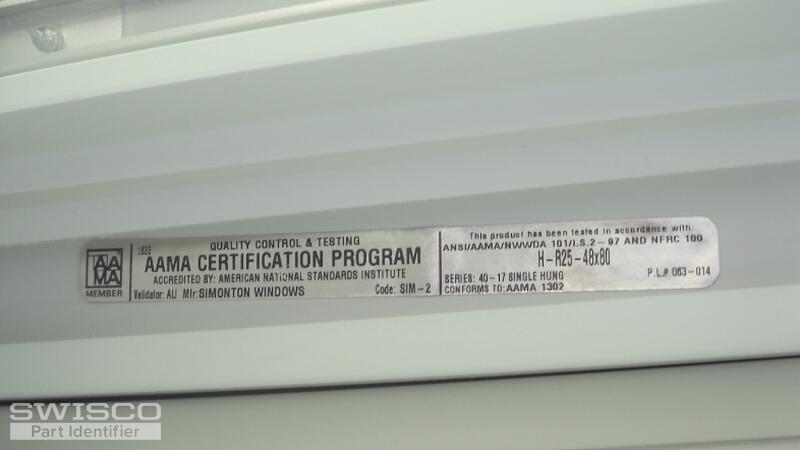 AAMA
MEMBER
1822
QUALITY CONTROL & TESTING
AAMA CERTIFICATION PROGRAM
ACCREDITED BY: AMERICAN NATIONAL STANDARDS INSTITUTE
Validator: ALI Mfr: SIMONTON WINDOWS Code: SIM-2
This product has been tested in accordance with
ANSI/AAMA/NWWDA 101/I.S.2-97 AND NFRC 100
H-R25-48x80
SERIES: 40-17 SINGLE HUNG P.L.# 063-014
CONFORMS TO: AAMA 1302
SWISCO
Part Identifier